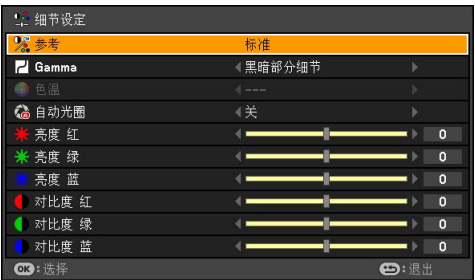 细节设定
参考 标准
Gamma 黑暗部分细节
色温 ---
自动光圈 关
亮度 红 0
亮度 绿 0
亮度 蓝 0
对比度 红 0
对比度 绿 0
对比度 蓝 0
OK:选择 :退出